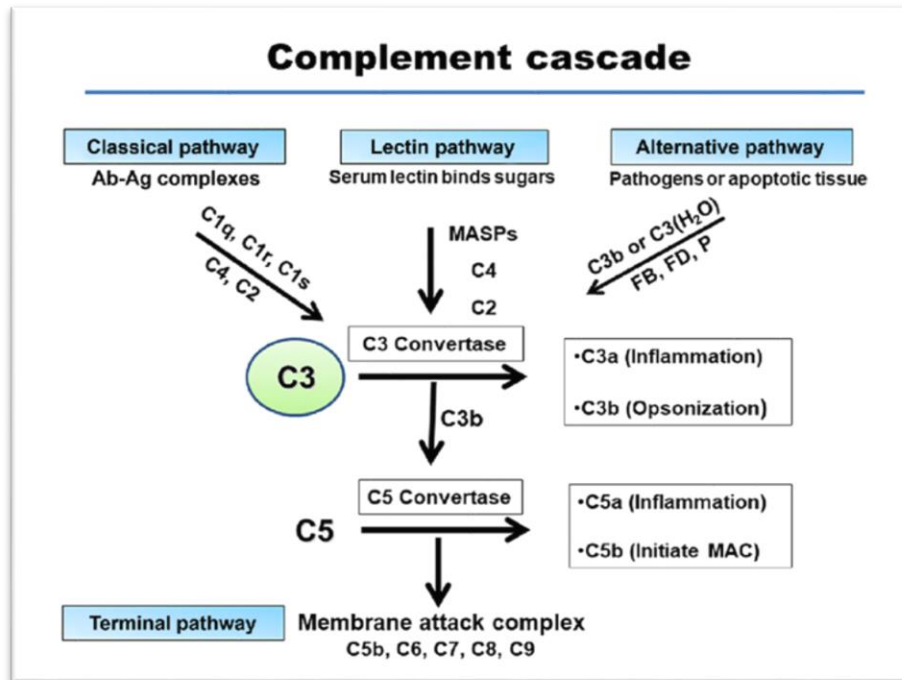 Complement cascade
Classical pathway
Ab-Ag complexes
Lectin pathway
Serum lectin binds sugars
Alternative pathway
Pathogens or apoptotic tissue
C1q, C1r, C1s
C4, C2
MASPs
C4
C2
C3b or C3(H₂O)
FB, FD, P
C3 Convertase
C3
•C3a (Inflammation)
•C3b (Opsonization)
C3b
C5 Convertase
C5
•C5a (Inflammation)
•C5b (Initiate MAC)
Terminal pathway
Membrane attack complex
C5b, C6, C7, C8, C9